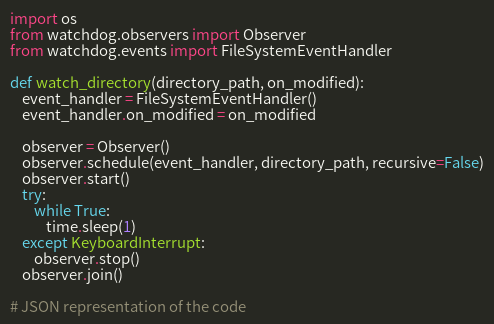 import os
from watchdog.observers import Observer
from watchdog.events import FileSystemEventHandler

def watch_directory(directory_path, on_modified):
    event_handler = FileSystemEventHandler()
    event_handler.on_modified = on_modified

    observer = Observer()
    observer.schedule(event_handler, directory_path, recursive=False)
    observer.start()
    try:
        while True:
            time.sleep(1)
    except KeyboardInterrupt:
        observer.stop()
    observer.join()

# JSON representation of the code